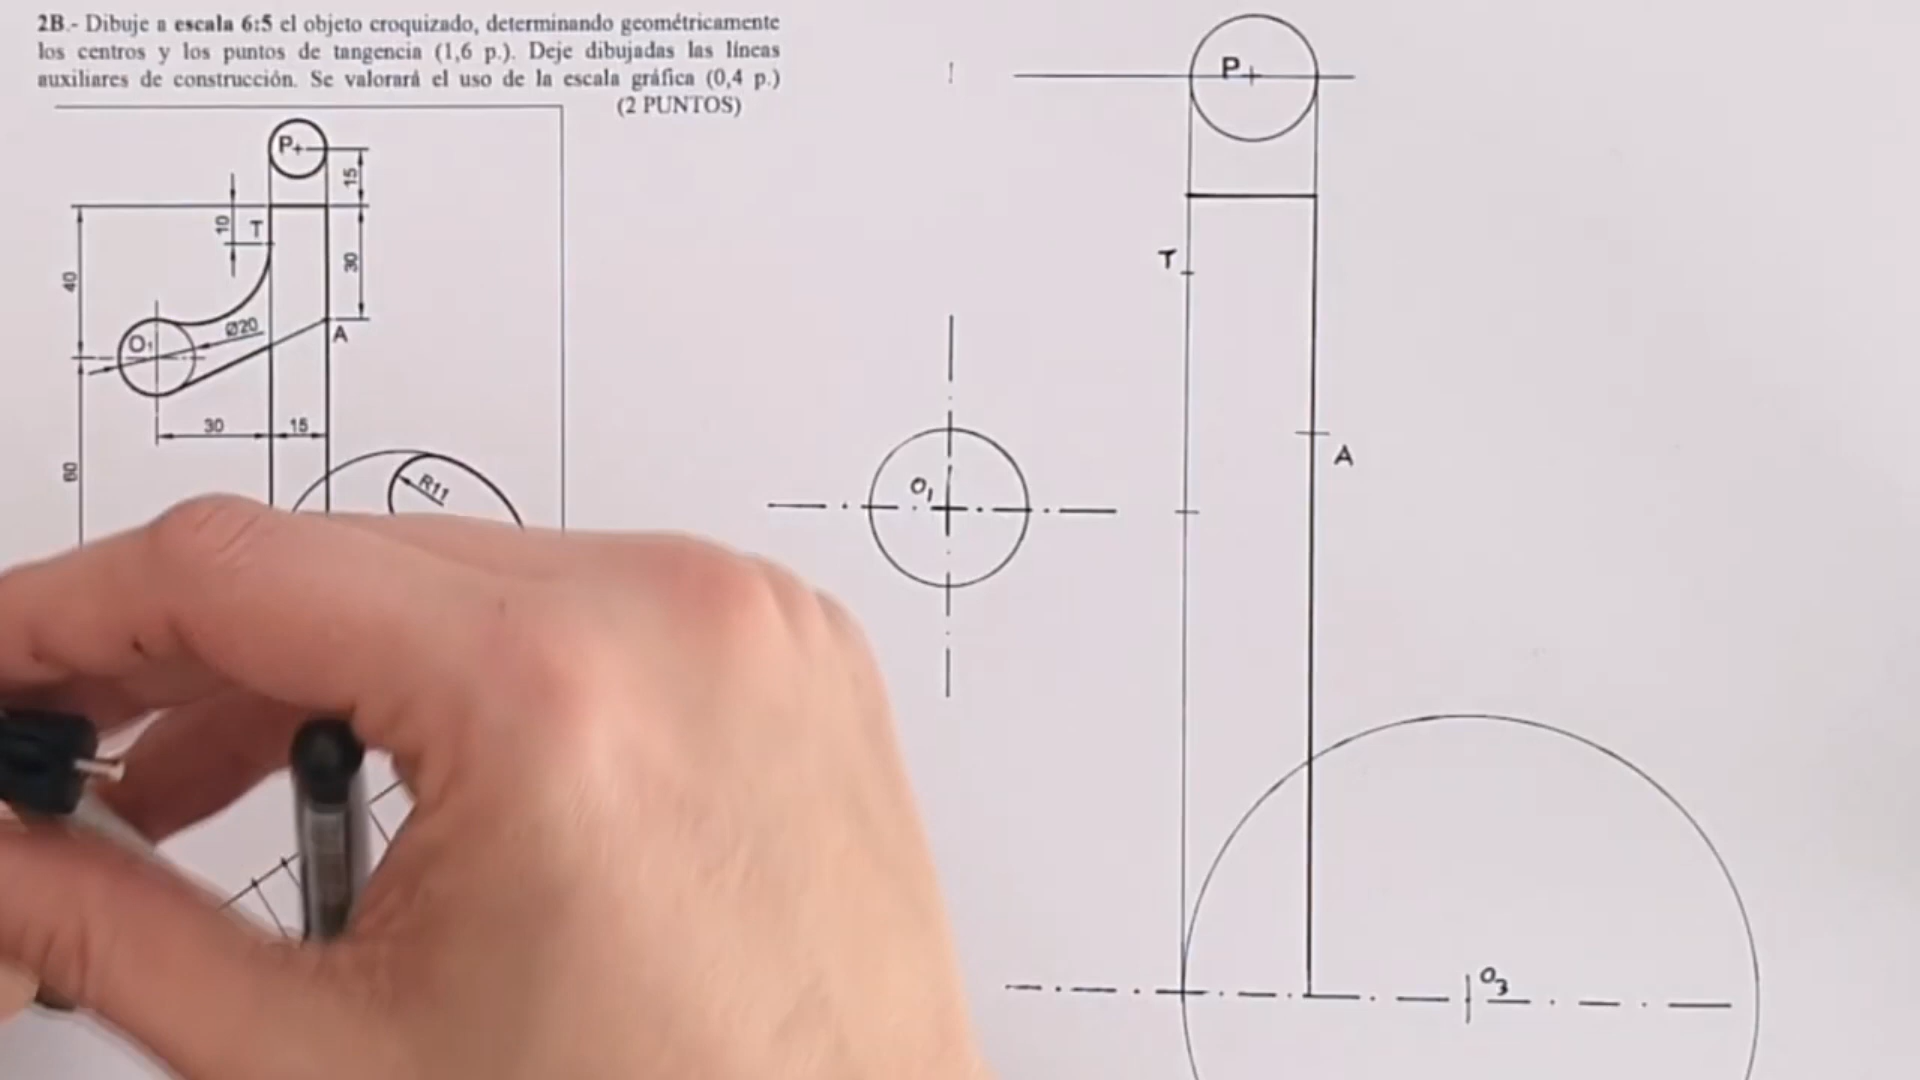 2B.- Dibuje a escala 6:5 el objeto croquizado, determinando geométricamente
los centros y los puntos de tangencia (1,6 p.). Deje dibujadas las líneas
auxiliares de construcción. Se valorará el uso de la escala gráfica (0,4 p.)
(2 PUNTOS)
P
15
10
T
40
30
Ø20
O1
A
30
15
60
R11
P
T
A
O1
O3